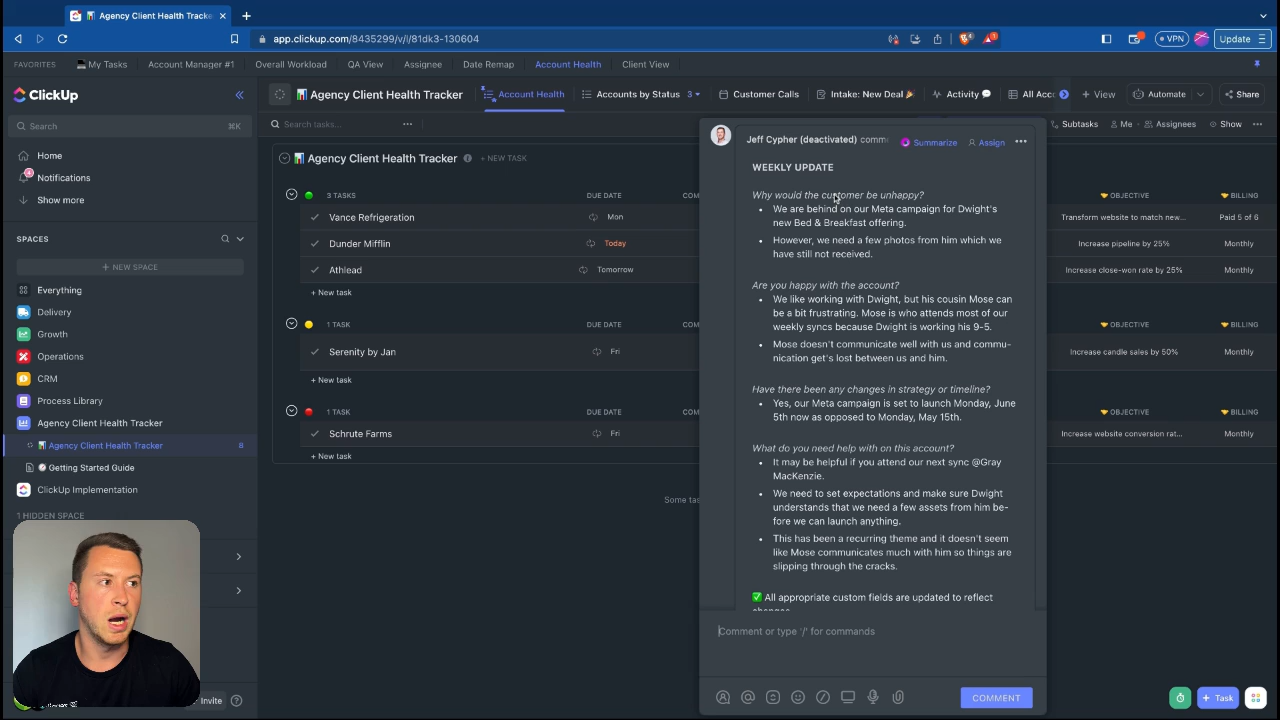 Agency Client Health Tracke
app.clickup.com/8435299/v/l/81dk3-130604
VPN
Update
FAVORITES
My Tasks
Account Manager #1
Overall Workload
QA View
Assignee
Date Remap
Account Health
Client View
ClickUp
Agency Client Health Tracker
Account Health
Accounts by Status
3
Customer Calls
Intake: New Deal
Activity
All Acc
+ View
Automate
Share
Search
⌘K
Search tasks...
Subtasks
Me
Assignees
Show
Home
Notifications
Show more
SPACES
+ NEW SPACE
Everything
Delivery
Growth
Operations
CRM
Process Library
Agency Client Health Tracker
Agency Client Health Tracker
8
Getting Started Guide
ClickUp Implementation
1 HIDDEN SPACE
Invite
Agency Client Health Tracker
+ NEW TASK
3 TASKS
DUE DATE
COM
OBJECTIVE
BILLING
Vance Refrigeration
Mon
Transform website to match new...
Paid 5 of 6
Dunder Mifflin
Today
Increase pipeline by 25%
Monthly
Athlead
Tomorrow
Increase close-won rate by 25%
Monthly
+ New task
1 TASK
DUE DATE
COM
OBJECTIVE
BILLING
Serenity by Jan
Fri
Increase candle sales by 50%
Monthly
+ New task
1 TASK
DUE DATE
COM
OBJECTIVE
BILLING
Schrute Farms
Fri
Increase website conversion rat...
Monthly
+ New task
Some tas
Jeff Cypher (deactivated) comme
Summarize
Assign
WEEKLY UPDATE
Why would the customer be unhappy?
• We are behind on our Meta campaign for Dwight's
new Bed & Breakfast offering.
• However, we need a few photos from him which we
have still not received.
Are you happy with the account?
• We like working with Dwight, but his cousin Mose can
be a bit frustrating. Mose is who attends most of our
weekly syncs because Dwight is working his 9-5.
• Mose doesn't communicate well with us and commu-
nication get's lost between us and him.
Have there been any changes in strategy or timeline?
• Yes, our Meta campaign is set to launch Monday, June
5th now as opposed to Monday, May 15th.
What do you need help with on this account?
• It may be helpful if you attend our next sync @Gray
MacKenzie.
• We need to set expectations and make sure Dwight
understands that we need a few assets from him be-
fore we can launch anything.
• This has been a recurring theme and it doesn't seem
like Mose communicates much with him so things are
slipping through the cracks.
✅ All appropriate custom fields are updated to reflect
changes
Comment or type '/' for commands
COMMENT
+ Task